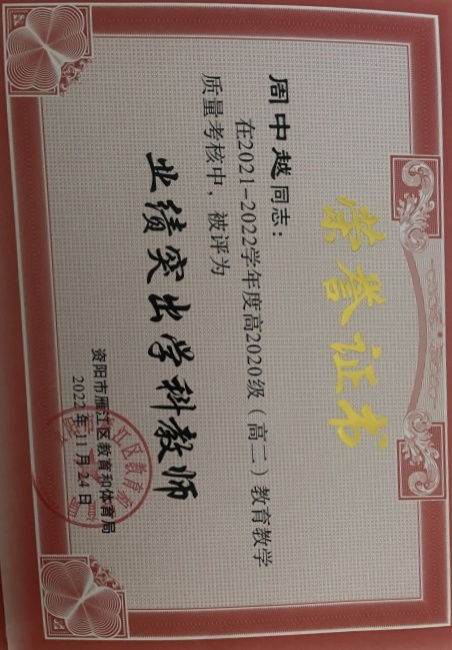 荣誉证书
周中越同志：
在2021-2022学年度高2020级（高二）教育教学
质量考核中，被评为
业绩突出学科教师
资阳市雁江区教育和体育局
2022年11月24日